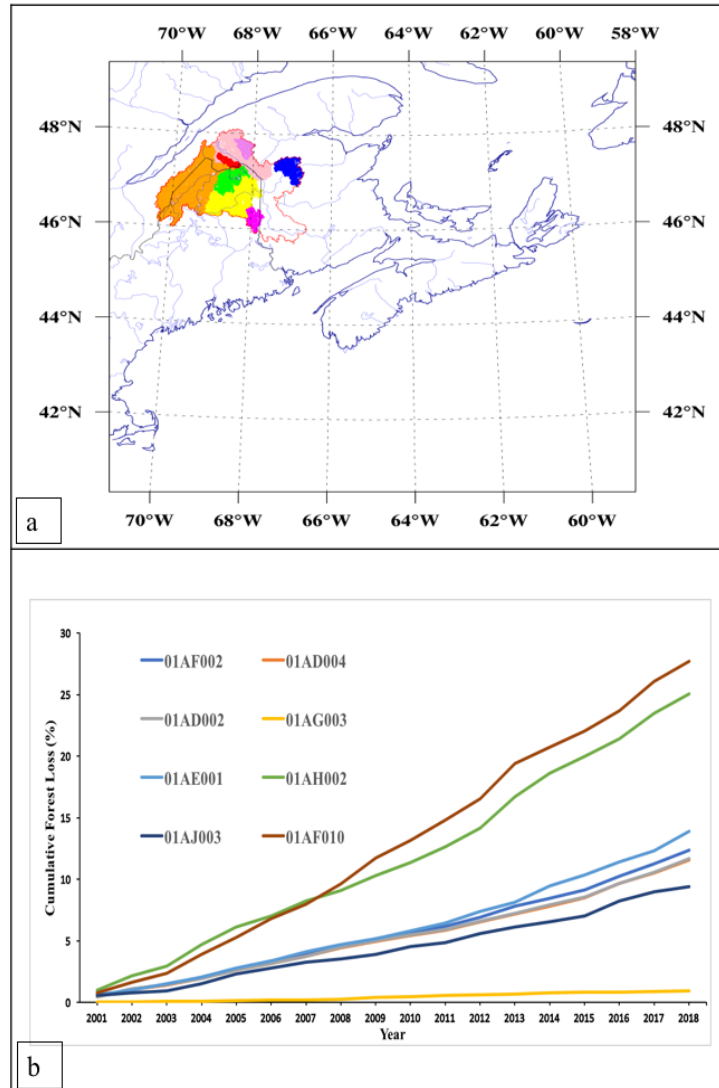 70°W 68°W 66°W 64°W 62°W 60°W 58°W
48°N 48°N
46°N 46°N
44°N 44°N
42°N 42°N
70°W 68°W 66°W 64°W 62°W 60°W
a
30
25
20
15
10
5
0
Cumulative Forest Loss (%)
01AF002 01AD004
01AD002 01AG003
01AE001 01AH002
01AJ003 01AF010
2001 2002 2003 2004 2005 2006 2007 2008 2009 2010 2011 2012 2013 2014 2015 2016 2017 2018
Year
b